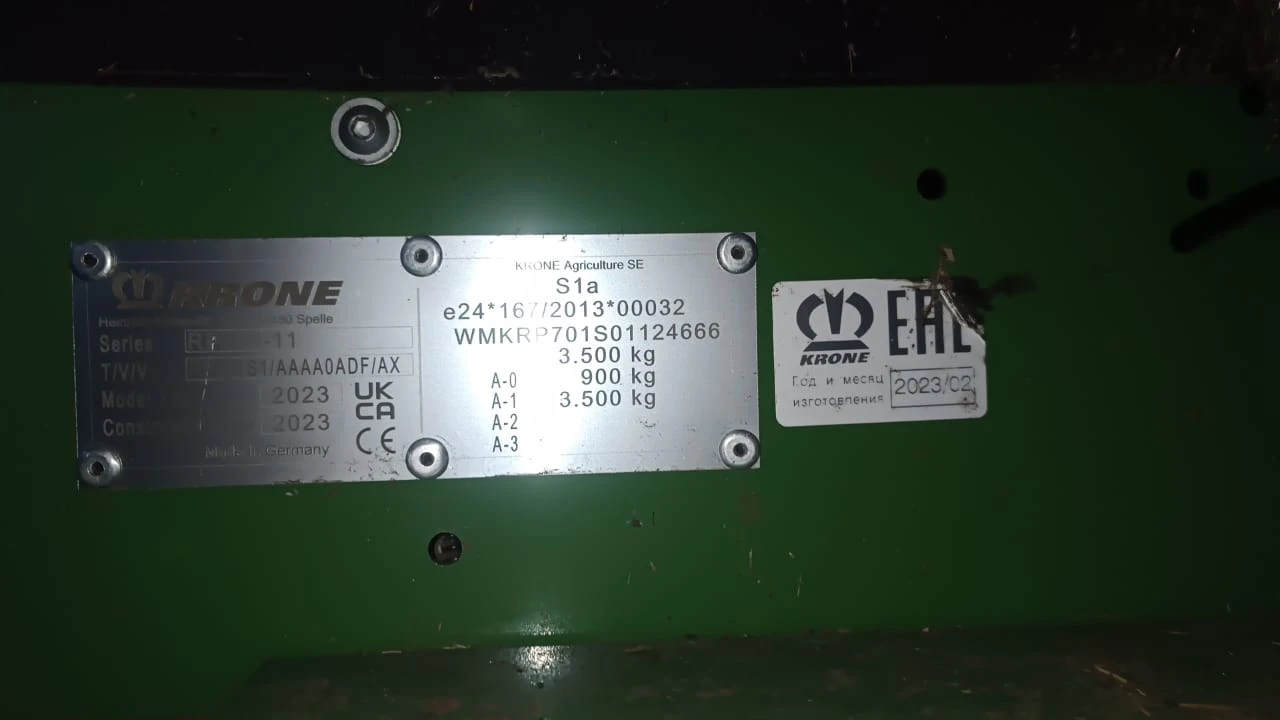 KRONE
Spelle
Series -11
T/V/V S1/AAAA0ADF/AX
2023
2023
UK
CA
CE
Made in Germany
KRONE Agriculture SE
S1a
e24*167/2013*00032
WMKRP701S01124666
3.500 kg
A-0 900 kg
A-1 3.500 kg
A-2
A-3
KRONE
EAC
Год и месяц
изготовления
2023/02